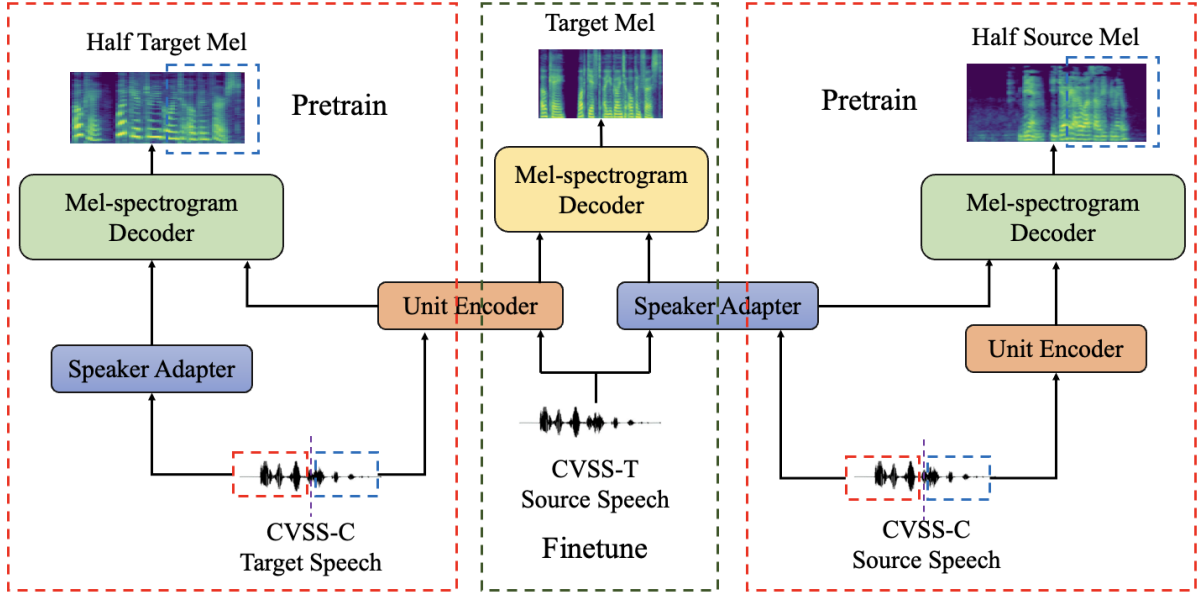 Half Target Mel
Pretrain
Mel-spectrogram
Decoder
Unit Encoder
Speaker Adapter
CVSS-C
Target Speech
Target Mel
Mel-spectrogram
Decoder
Speaker Adapter
CVSS-T
Source Speech
Finetune
Half Source Mel
Pretrain
Mel-spectrogram
Decoder
Unit Encoder
CVSS-C
Source Speech